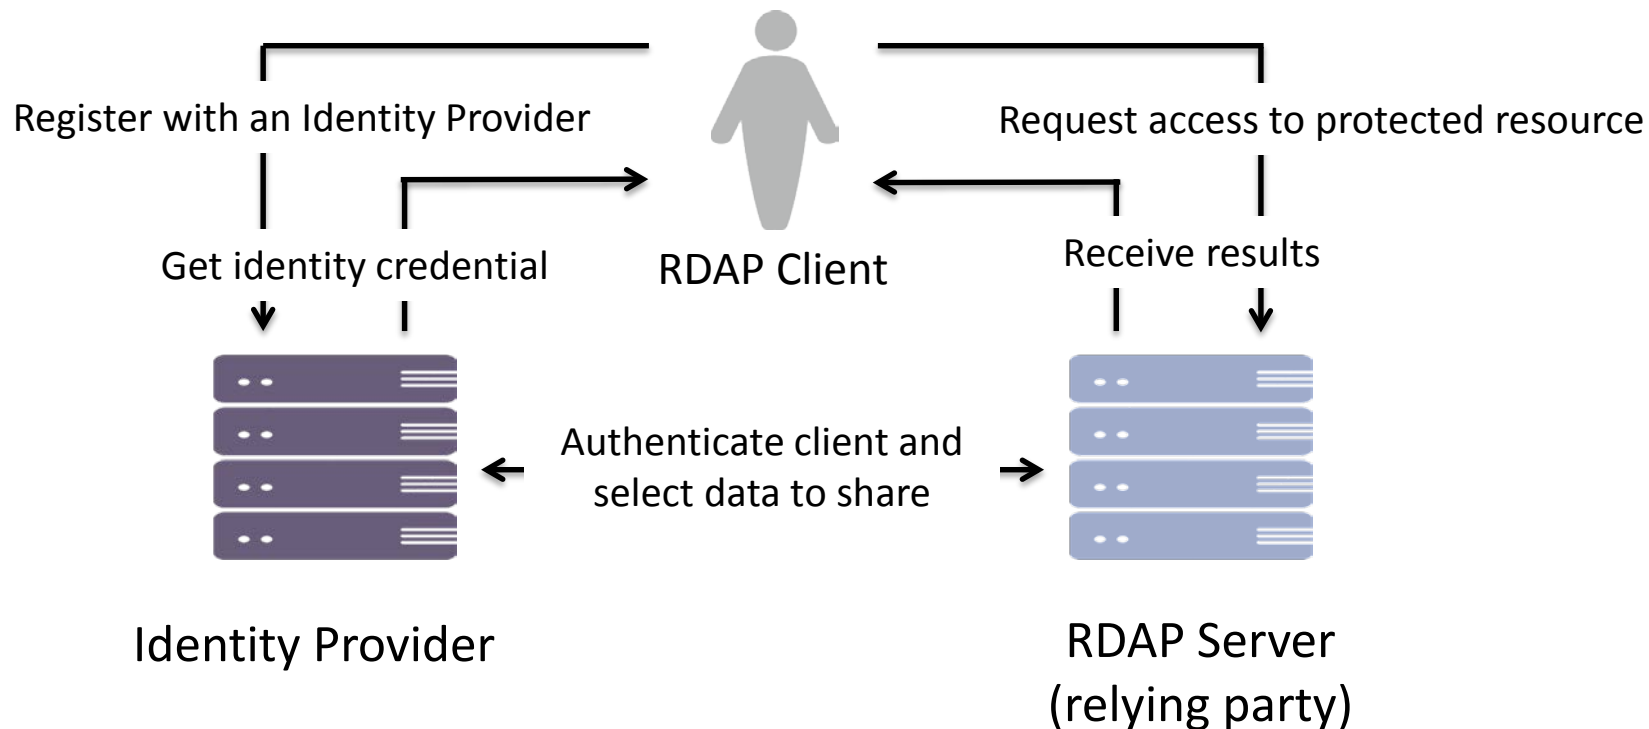 Register with an Identity Provider
Request access to protected resource
Get identity credential
RDAP Client
Receive results
Authenticate client and
select data to share
Identity Provider
RDAP Server
(relying party)